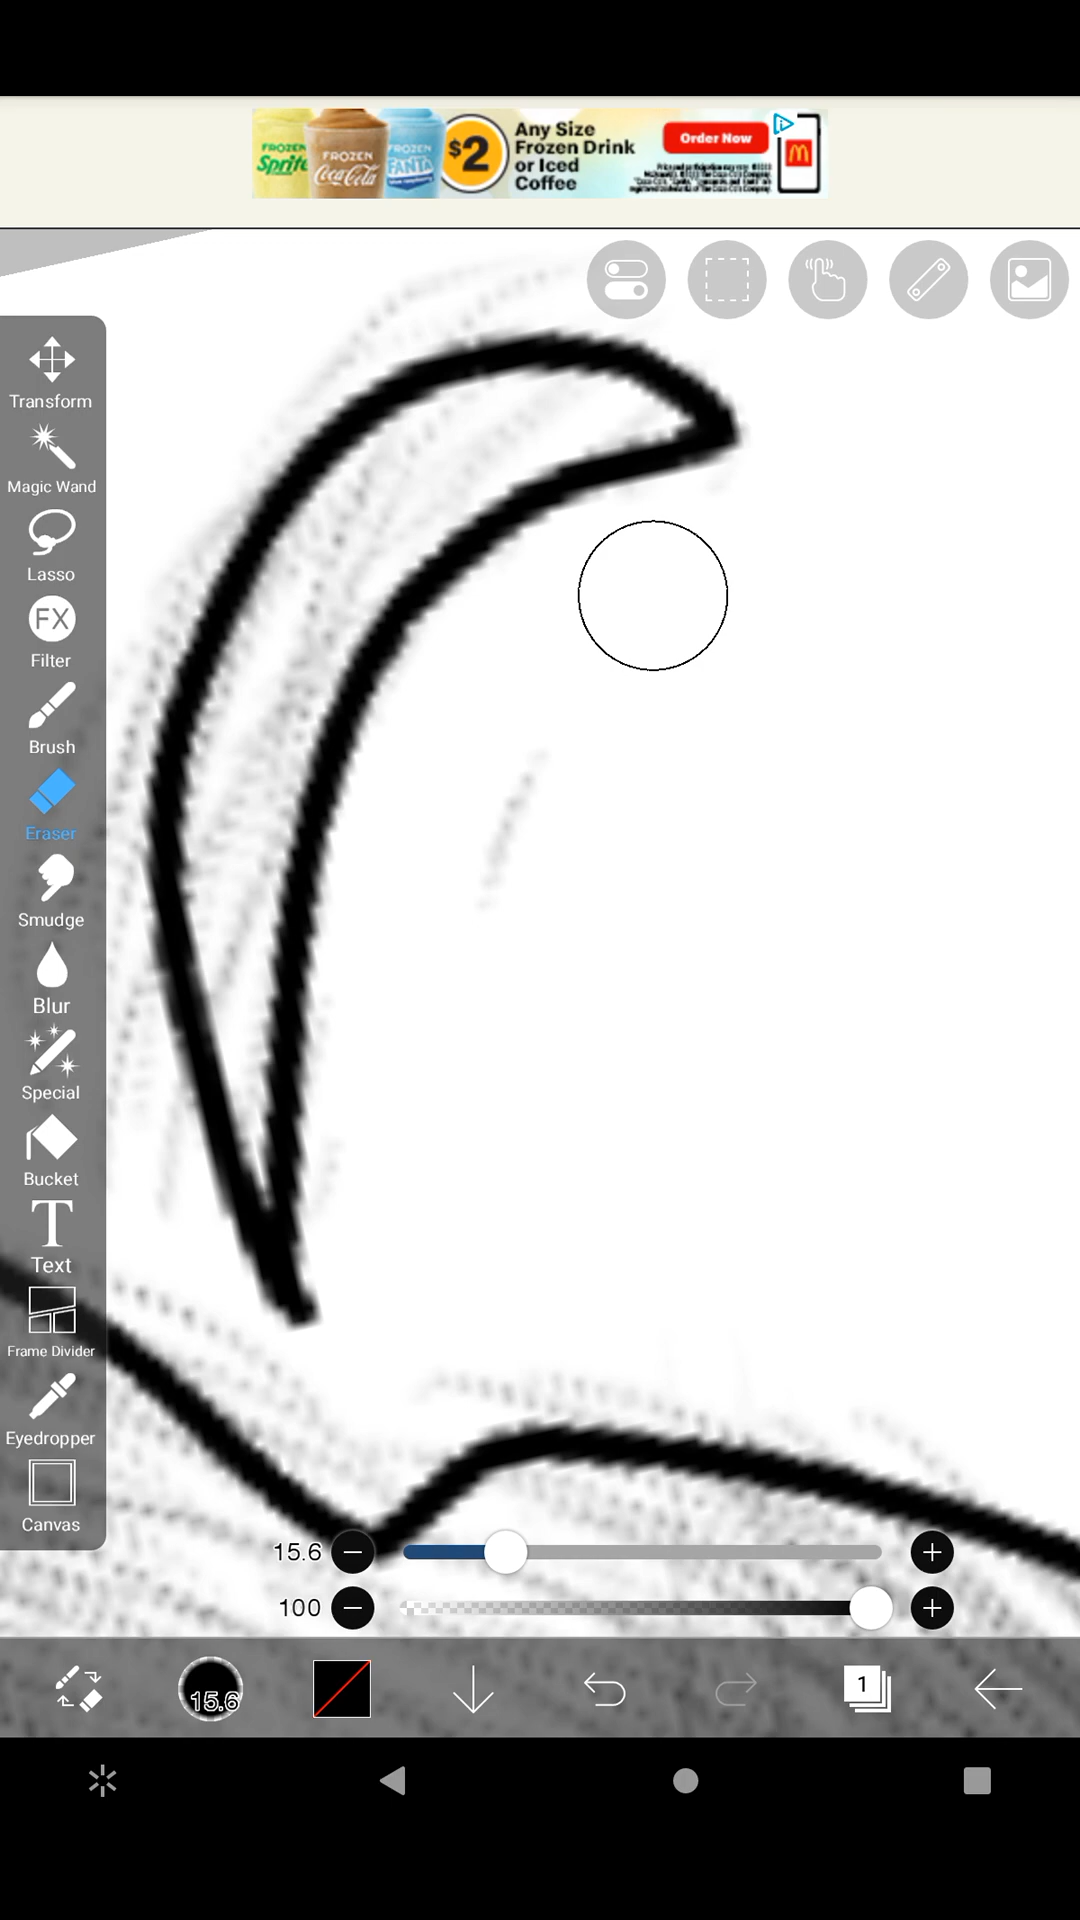 FROZEN
Sprite
FROZEN
Coca-Cola
FROZEN
FANTA
blue raspberry
$2
Any Size
Frozen Drink
or Iced
Coffee
Order Now
Transform
Magic Wand
Lasso
FX
Filter
Brush
Eraser
Smudge
Blur
Special
Bucket
T
Text
Frame Divider
Eyedropper
Canvas
15.6
100
15.6
1